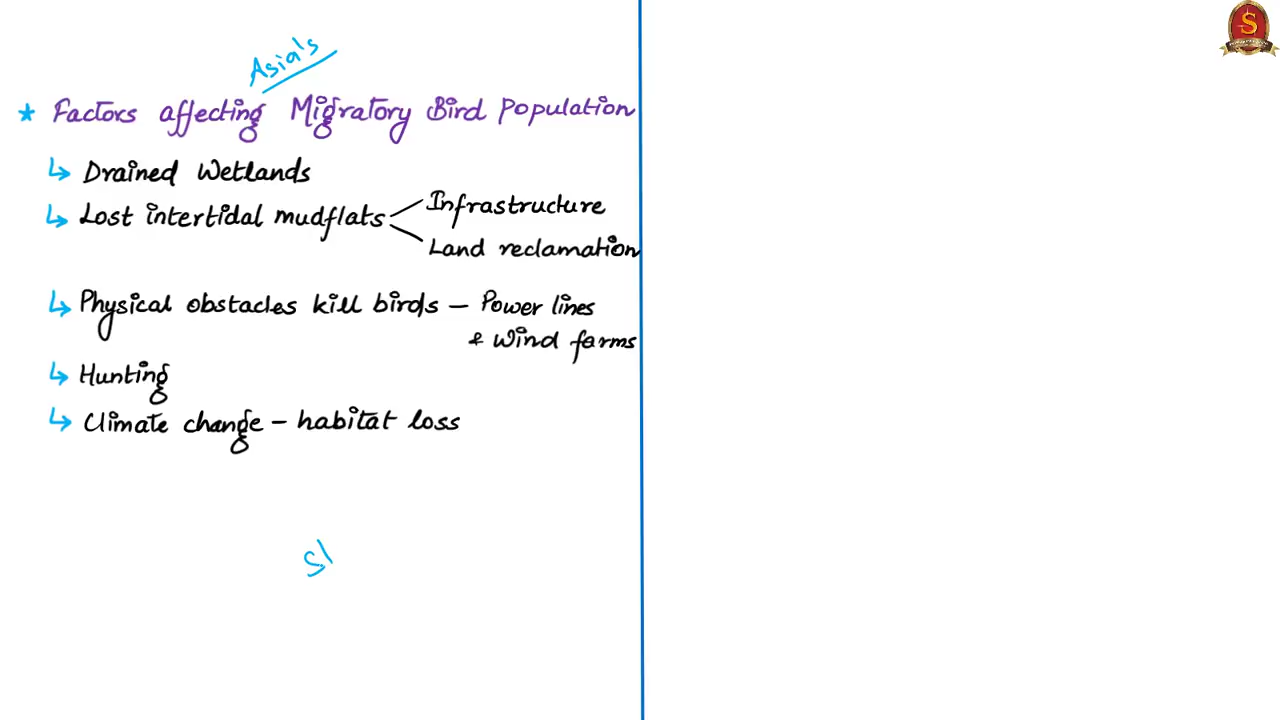 Asia's
* Factors affecting Migratory Bird Population
↳ Drained Wetlands
↳ Lost intertidal mudflats
Infrastructure
Land reclamation
↳ Physical obstacles kill birds – Power lines
& Wind farms
↳ Hunting
↳ Climate change – habitat loss
S